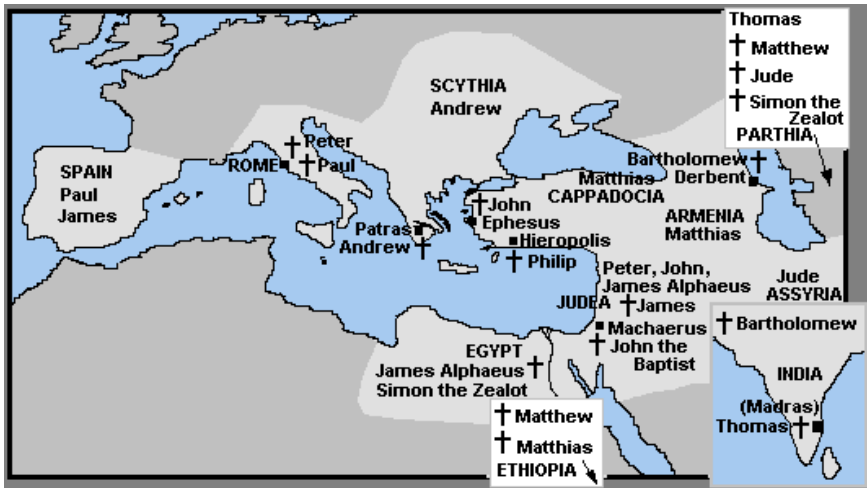 Thomas
Matthew
Jude
Simon the
Zealot
PARTHIA
SCYTHIA
Andrew
Peter
ROME
Paul
SPAIN
Paul
James
Bartholomew
Derbent
Matthias
CAPPADOCIA
ARMENIA
Matthias
John
Ephesus
Patras
Andrew
Hieropolis
Philip
Peter, John,
James Alphaeus
JUDEA
James
Machaerus
John the
Baptist
Jude
ASSYRIA
EGYPT
James Alphaeus
Simon the Zealot
Matthew
Matthias
ETHIOPIA
Bartholomew
INDIA
(Madras)
Thomas